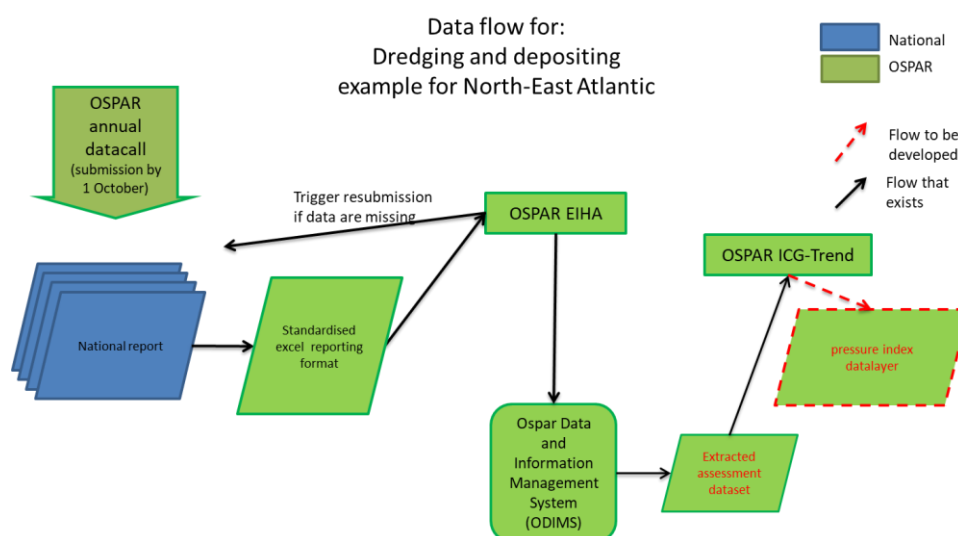 Data flow for:
Dredging and depositing
example for North-East Atlantic
National
OSPAR
Flow to be
developed
Flow that
exists
OSPAR
annual
datacall
(submission by
1 October)
Trigger resubmission
if data are missing
OSPAR EIHA
OSPAR ICG-Trend
National report
Standardised
excel reporting
format
pressure index
datalayer
Ospar Data
and
Information
Management
System
(ODIMS)
Extracted
assessment
dataset